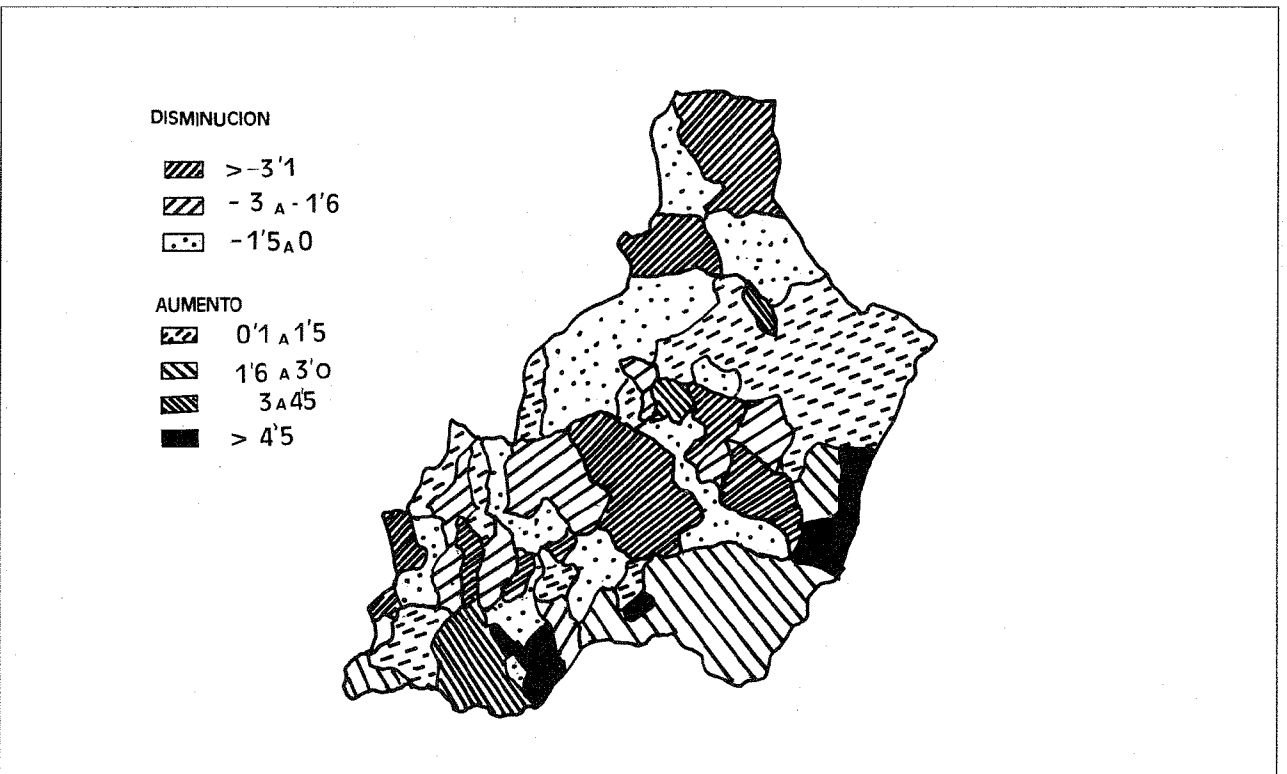 DISMINUCION
>-3'1
-3 A -1'6
-1'5 A 0
AUMENTO
0'1 A 1'5
1'6 A 3'0
3 A 4'5
> 4'5